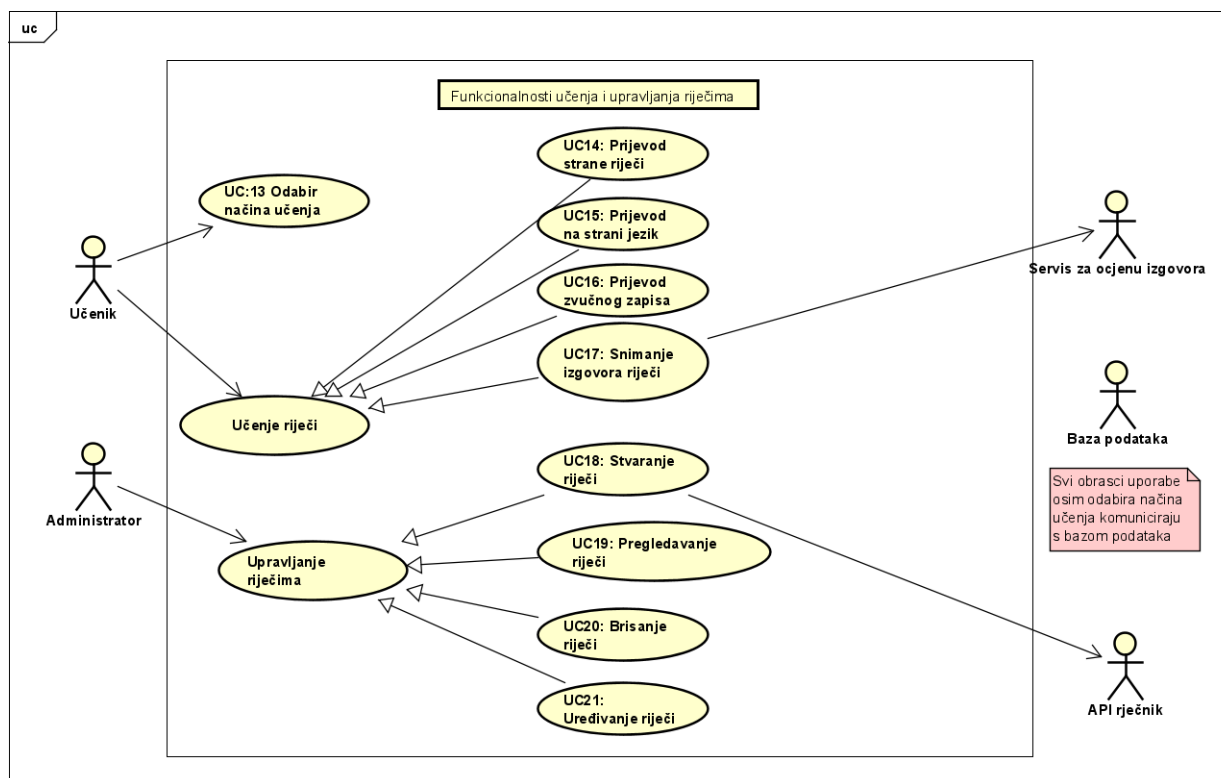 uc
Funkcionalnosti učenja i upravljanja riječima
UC14: Prijevod
strane riječi
UC:13 Odabir
načina učenja
UC15: Prijevod
na strani jezik
Učenik
UC16: Prijevod
zvučnog zapisa
Servis za ocjenu izgovora
UC17: Snimanje
izgovora riječi
Učenje riječi
Baza podataka
Administrator
UC18: Stvaranje
riječi
Svi obrasci uporabe
osim odabira načina
učenja komuniciraju
s bazom podataka
UC19: Pregledavanje
riječi
Upravljanje
riječima
UC20: Brisanje
riječi
UC21:
Uređivanje riječi
API rječnik